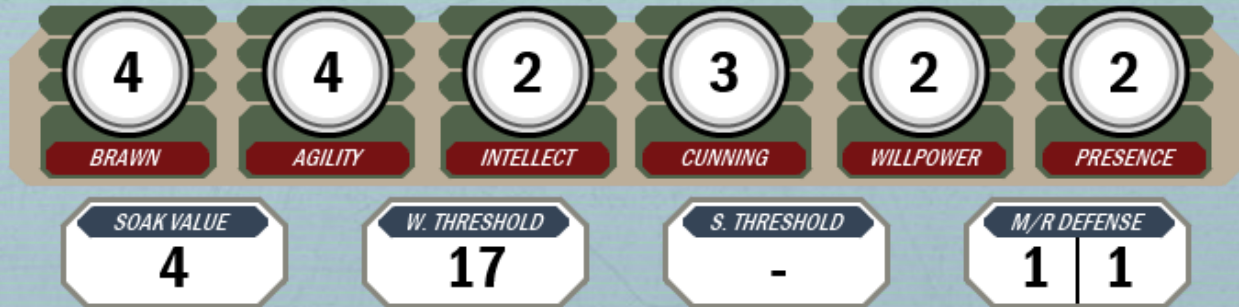 4 4 2 3 2 2
BRAWN AGILITY INTELLECT CUNNING WILLPOWER PRESENCE
SOAK VALUE W. THRESHOLD S. THRESHOLD M/R DEFENSE
4 17 - 1 1